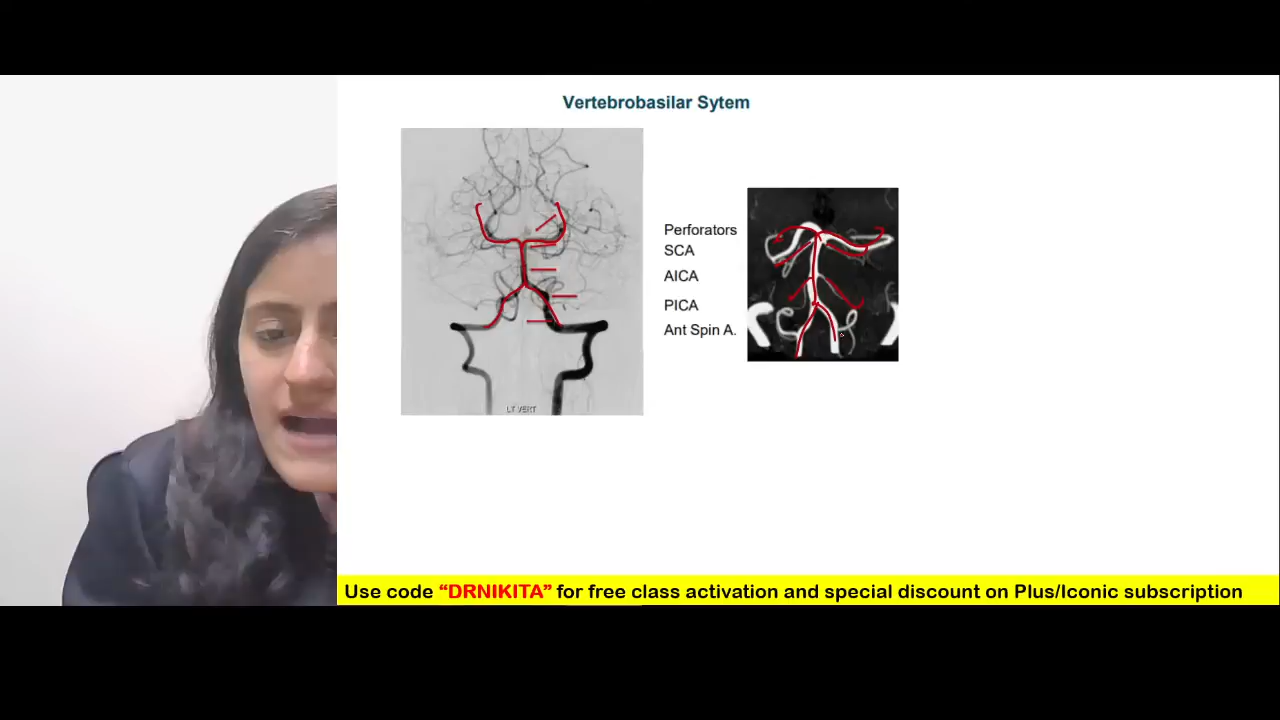 Vertebrobasilar Sytem
Perforators
SCA
AICA
PICA
Ant Spin A.
LT VERT
Use code “DRNIKITA” for free class activation and special discount on Plus/Iconic subscription